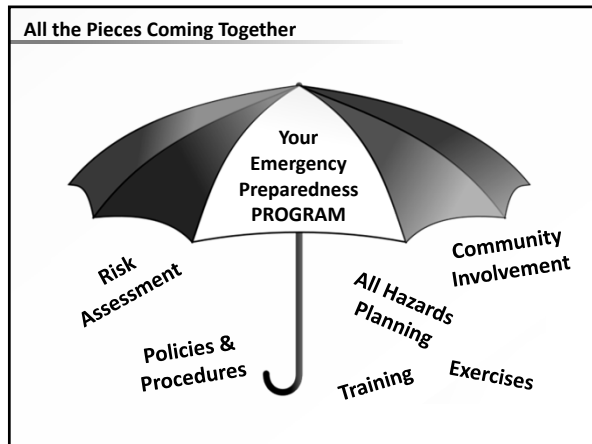 All the Pieces Coming Together
Your
Emergency
Preparedness
PROGRAM
Risk
Assessment
Community
Involvement
All Hazards
Planning
Policies &
Procedures
Training
Exercises